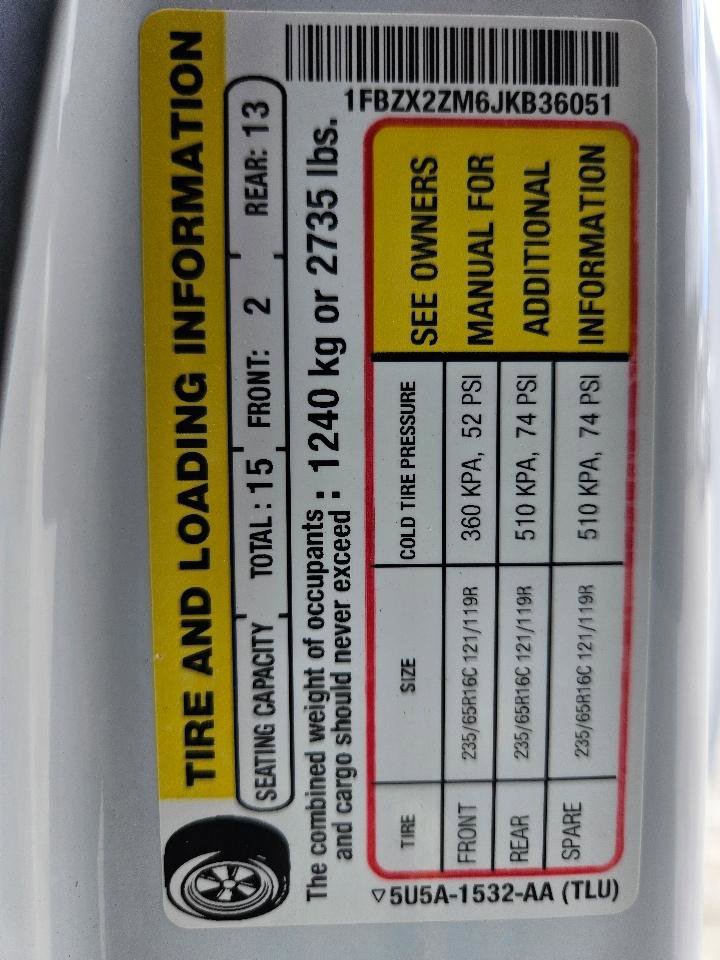 TIRE AND LOADING INFORMATION
SEATING CAPACITY TOTAL: 15 FRONT: 2 REAR: 13
The combined weight of occupants
and cargo should never exceed : 1240 kg or 2735 lbs.
TIRE SIZE COLD TIRE PRESSURE
FRONT 235/65R16C 121/119R 360 KPA, 52 PSI
REAR 235/65R16C 121/119R 510 KPA, 74 PSI
SPARE 235/65R16C 121/119R 510 KPA, 74 PSI
SEE OWNERS
MANUAL FOR
ADDITIONAL
INFORMATION
▽5U5A-1532-AA (TLU)
1FBZX2ZM6JKB36051